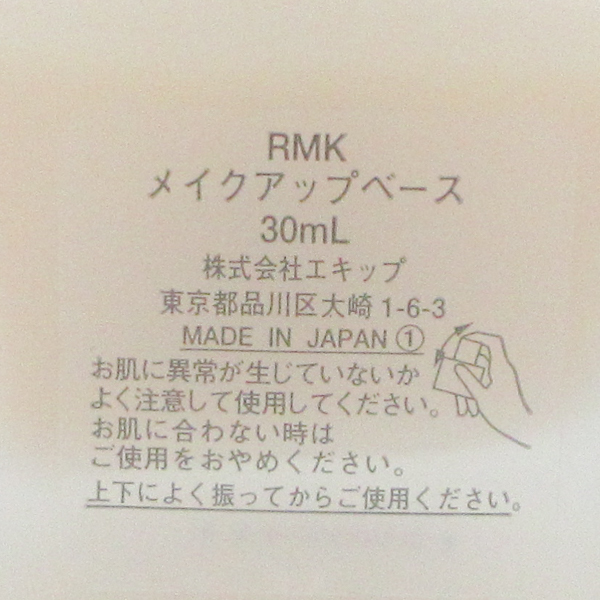 RMK
メイクアップベース
30mL
株式会社エキップ
東京都品川区大崎1-6-3
MADE IN JAPAN ①
お肌に異常が生じていないか
よく注意して使用してください。
お肌に合わない時は
ご使用をおやめください。
上下によく振ってからご使用ください。